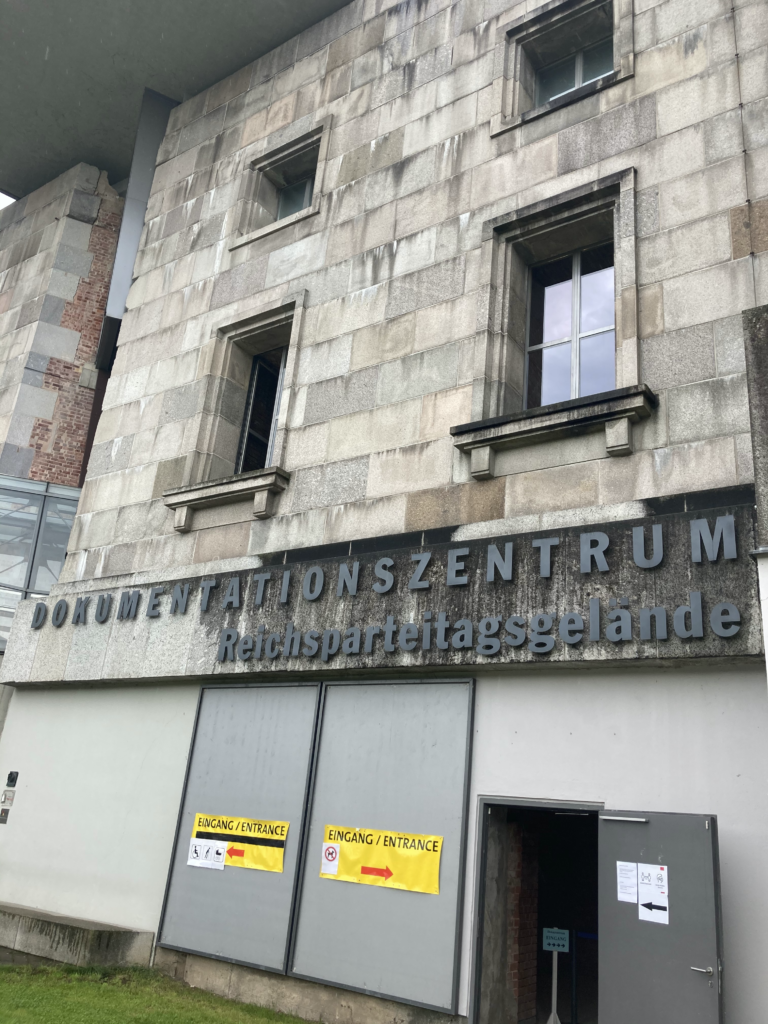 DOKUMENTATIONSZENTRUM
Reichsparteitagsgelände
EINGANG / ENTRANCE
EINGANG / ENTRANCE